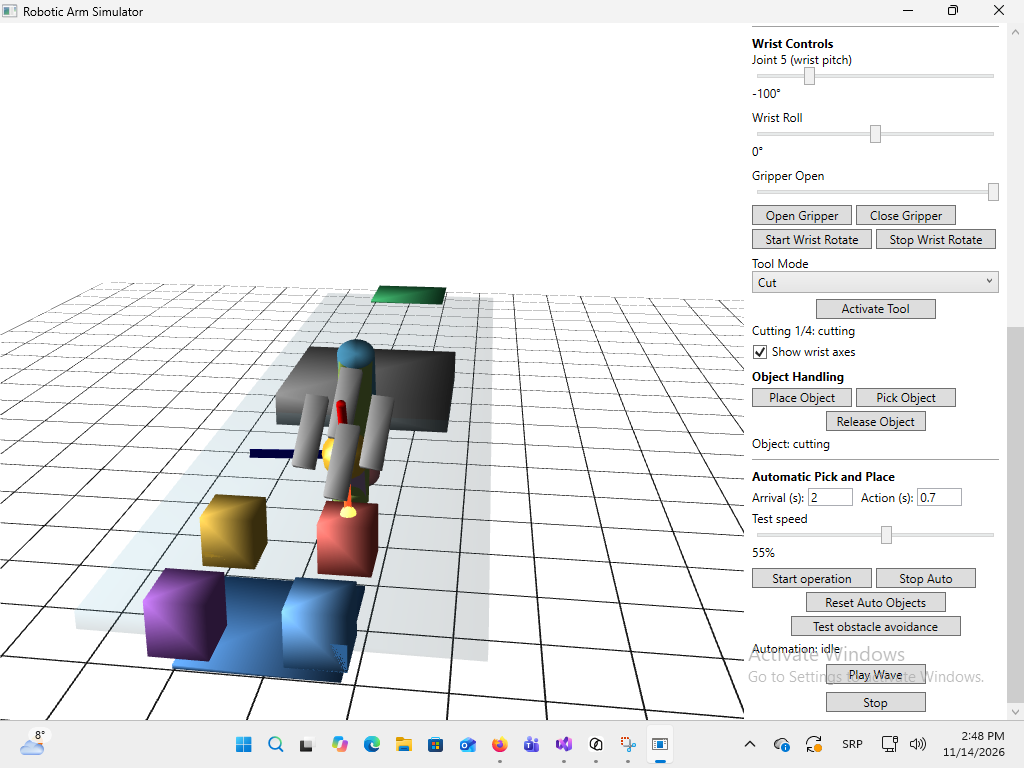 Robotic Arm Simulator
Wrist Controls
Joint 5 (wrist pitch)
-100°
Wrist Roll
0°
Gripper Open
Open Gripper Close Gripper
Start Wrist Rotate Stop Wrist Rotate
Tool Mode
Cut
Activate Tool
Cutting 1/4: cutting
Show wrist axes
Object Handling
Place Object Pick Object
Release Object
Object: cutting
Automatic Pick and Place
Arrival (s): 2 Action (s): 0.7
Test speed
55%
Start operation Stop Auto
Reset Auto Objects
Test obstacle avoidance
Automation: idle
Activate Windows
Play Wave
Go to Settings to activate Windows.
Stop
8°
SRP
2:48 PM
11/14/2026